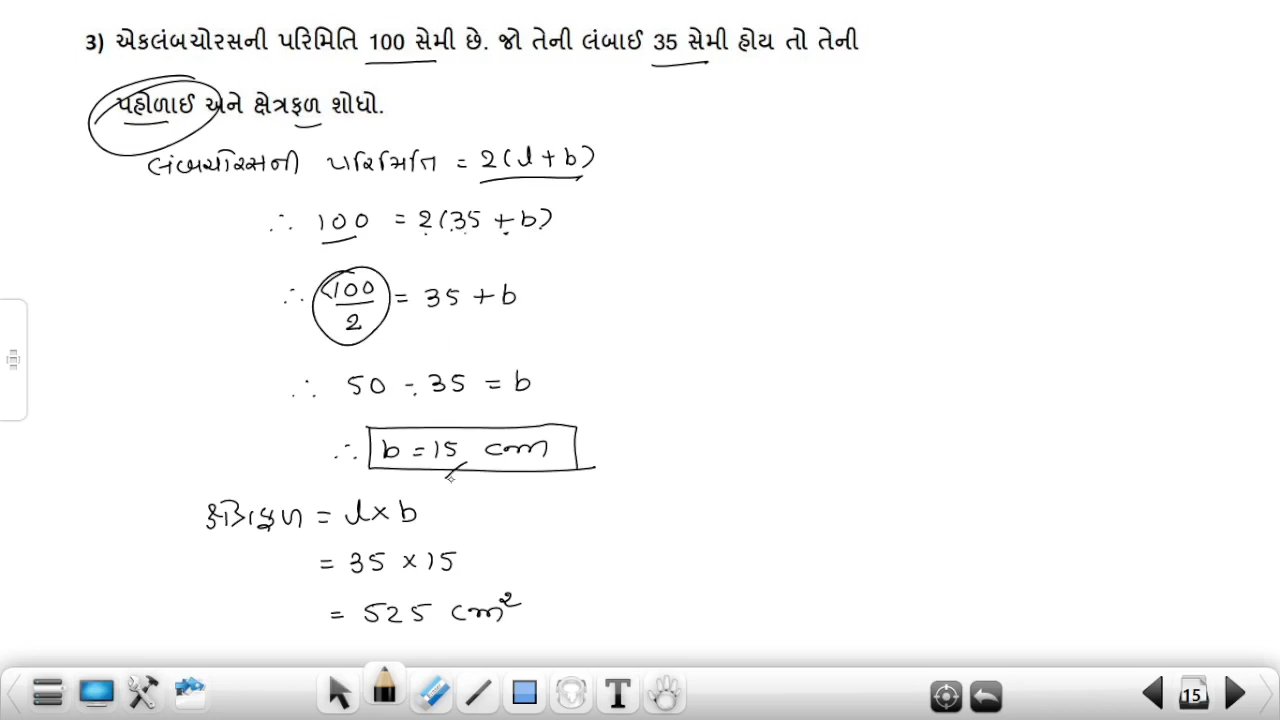 3) એકલંબચોરસની પરિમિતિ 100 સેમી છે. જો તેની લંબાઈ 35 સેમી હોય તો તેની
પહોળાઈ અને ક્ષેત્રફળ શોધો.
લંબચોરસની પરિમિતિ = 2(l + b)
∴ 100 = 2(35 + b)
∴ 100/2 = 35 + b
∴ 50 - 35 = b
∴ b = 15 cm
ક્ષેત્રફળ = l × b
= 35 × 15
= 525 cm²
15